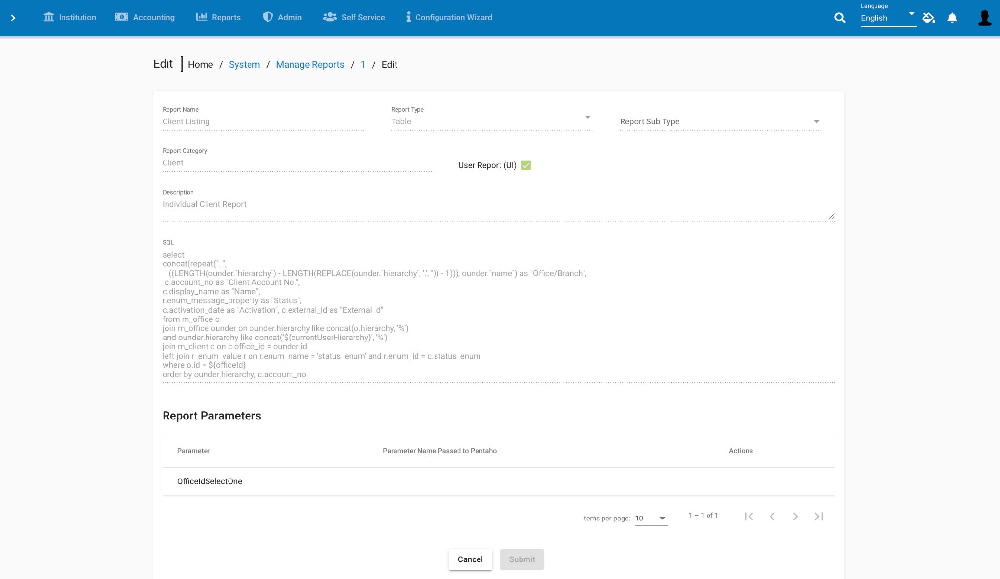 Institution Accounting Reports Admin Self Service Configuration Wizard Language
English
Edit Home / System / Manage Reports / 1 / Edit
Report Name
Client Listing
Report Type
Table
Report Sub Type
Report Category
Client
User Report (UI)
Description
Individual Client Report
SQL
select
concat(repeat("..",
((LENGTH(ounder.`hierarchy`) - LENGTH(REPLACE(ounder.`hierarchy`, '.', '')) - 1))), ounder.`name`) as "Office/Branch",
c.account_no as "Client Account No.",
c.display_name as "Name",
r.enum_message_property as "Status",
c.activation_date as "Activation", c.external_id as "External Id"
from m_office o
join m_office ounder on ounder.hierarchy like concat(o.hierarchy, '%')
and ounder.hierarchy like concat('${currentUserHierarchy}', '%')
join m_client c on c.office_id = ounder.id
left join r_enum_value r on r.enum_name = 'status_enum' and r.enum_id = c.status_enum
where o.id = ${officeId}
order by ounder.hierarchy, c.account_no
Report Parameters
Parameter Parameter Name Passed to Pentaho Actions
OfficeIdSelectOne
Items per page: 10 1 – 1 of 1
Cancel Submit